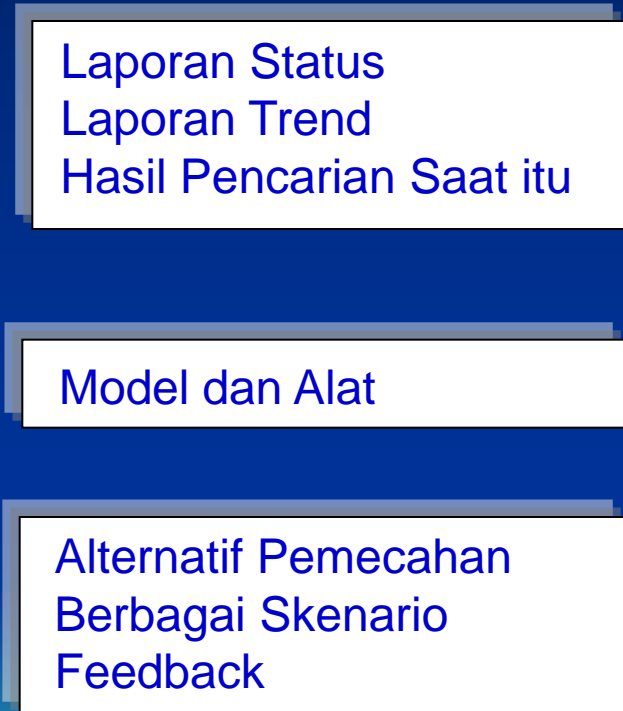 Laporan Status
Laporan Trend
Hasil Pencarian Saat itu
Model dan Alat
Alternatif Pemecahan
Berbagai Skenario
Feedback